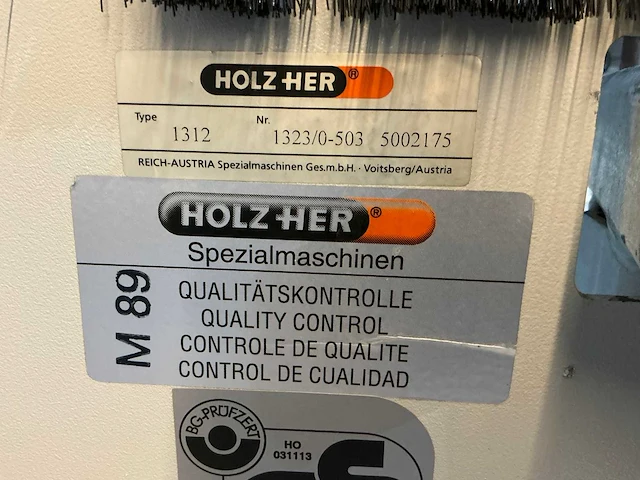 HOLZ-HER®
Type 1312 Nr. 1323/0-503 5002175
REICH-AUSTRIA Spezialmaschinen Ges.m.b.H. · Voitsberg/Austria
HOLZ-HER®
Spezialmaschinen
M 89
QUALITÄTSKONTROLLE
QUALITY CONTROL
CONTROLE DE QUALITE
CONTROL DE CUALIDAD
BG-PRÜFZERT
HO
031113